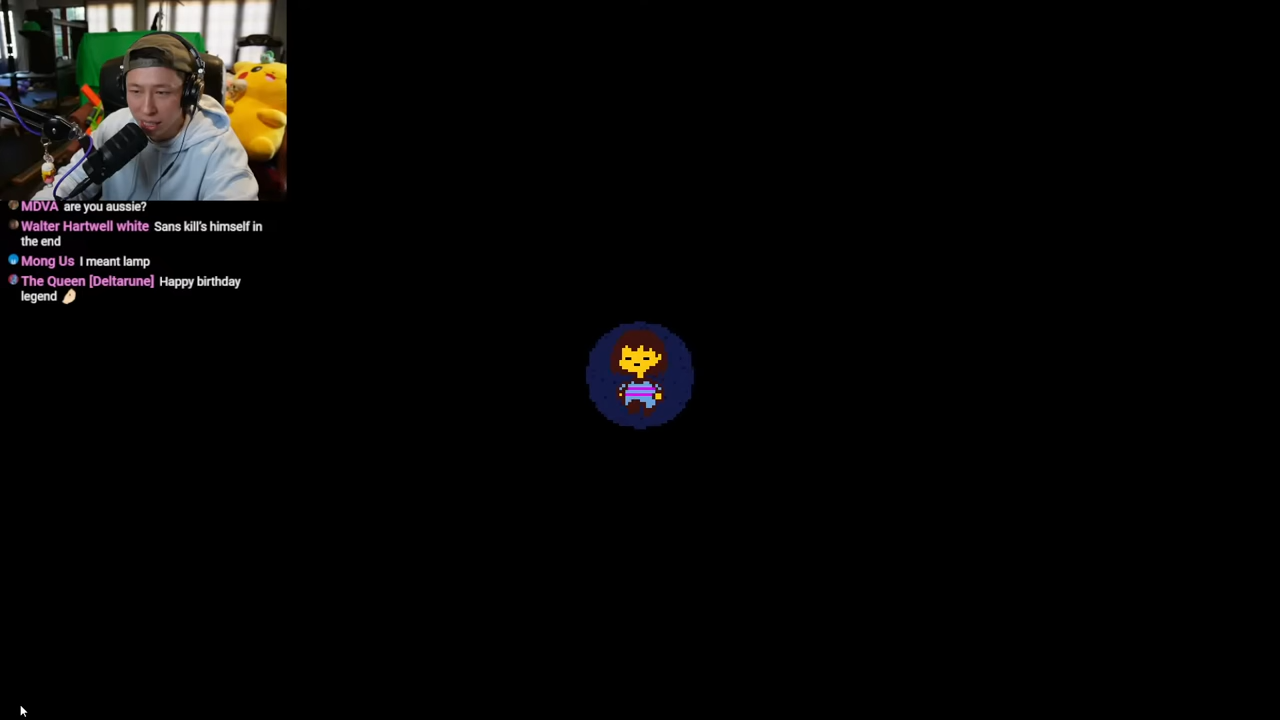 MDVA are you aussie?
Walter Hartwell white Sans kill's himself in
the end
Mong Us I meant lamp
The Queen [Deltarune] Happy birthday
legend